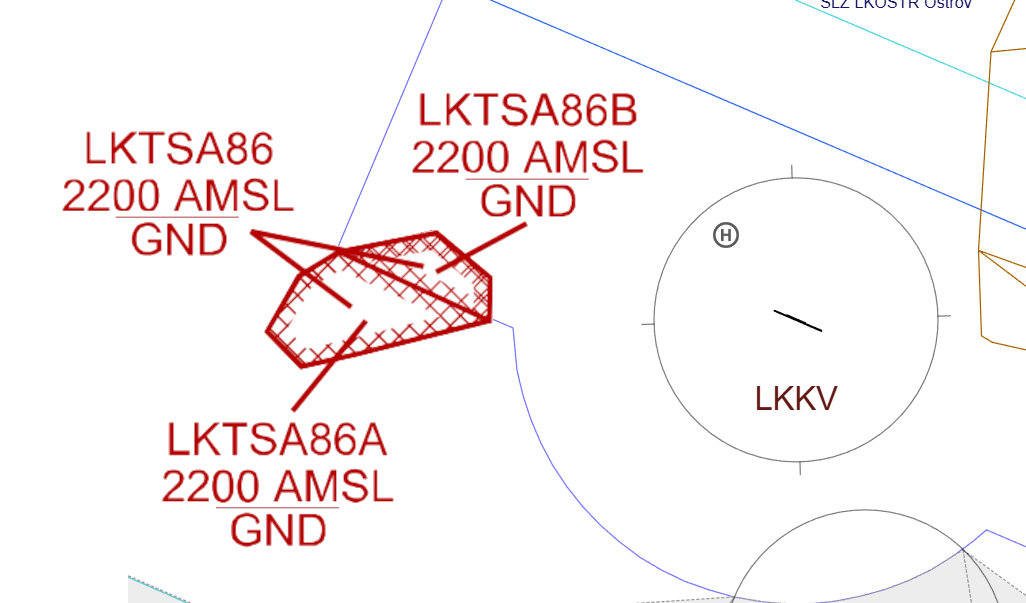 SLZ LKOSTR Ostrov
LKTSA86B
2200 AMSL
GND
LKTSA86
2200 AMSL
GND
H
LKKV
LKTSA86A
2200 AMSL
GND